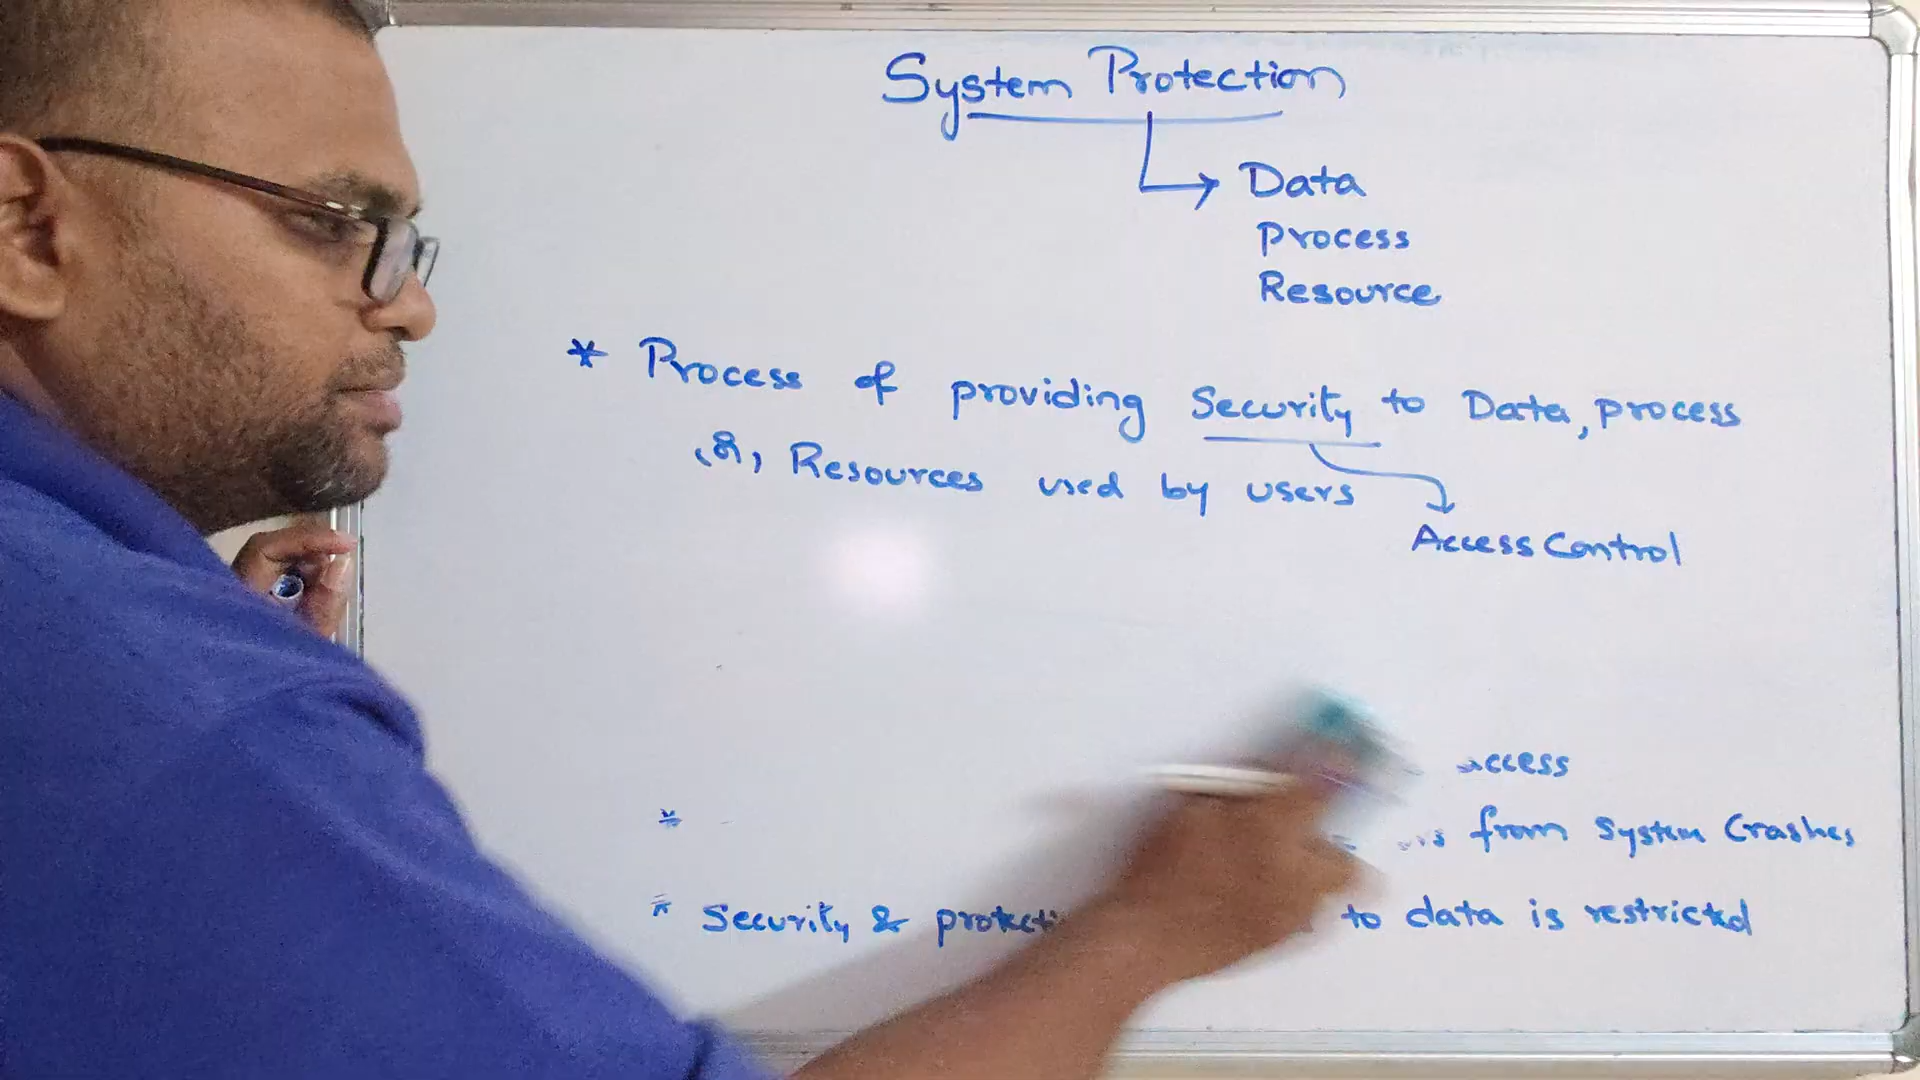 System Protection
Data
Process
Resource
* Process of providing Security to Data, process
(or) Resources used by users
Access Control
access
* from System Crashes
* Security & to data is restricted